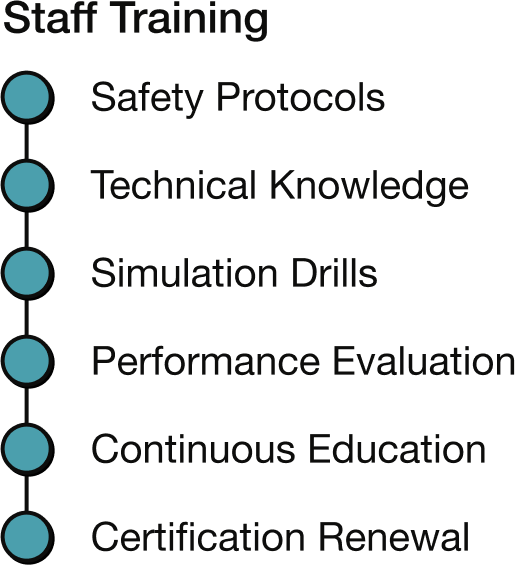 Staff Training
Safety Protocols
Technical Knowledge
Simulation Drills
Performance Evaluation
Continuous Education
Certification Renewal